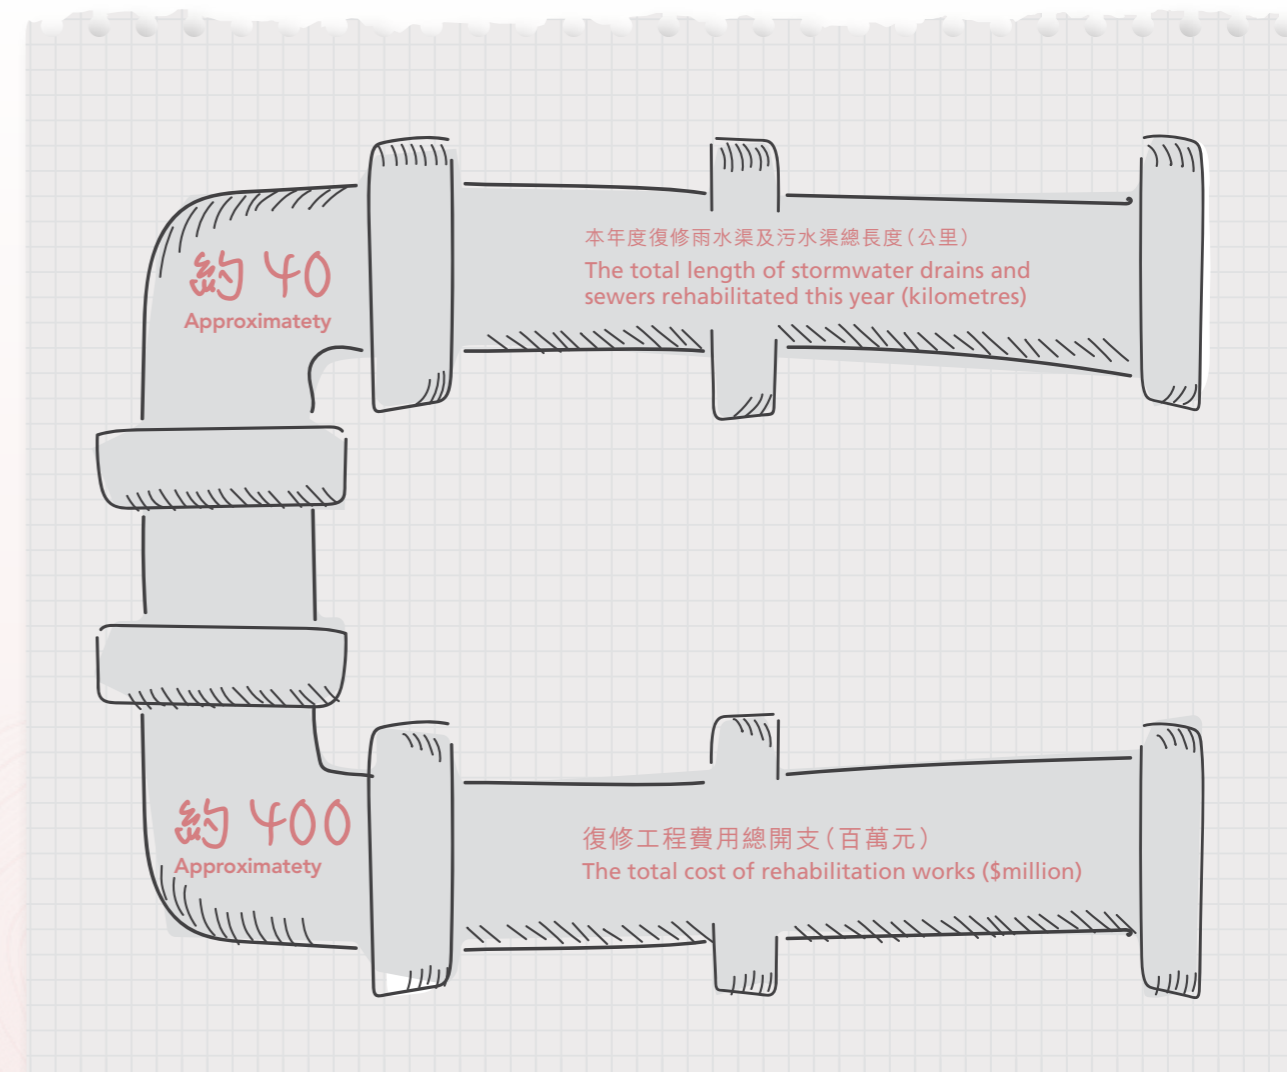 約 40
Approximatety
本年度復修雨水渠及污水渠總長度（公里）
The total length of stormwater drains and
sewers rehabilitated this year (kilometres)
約 400
Approximatety
復修工程費用總開支（百萬元）
The total cost of rehabilitation works ($million)